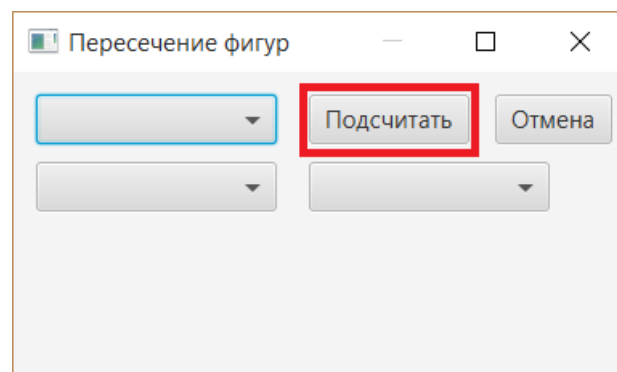 Пересечение фигур
Подсчитать Отмена